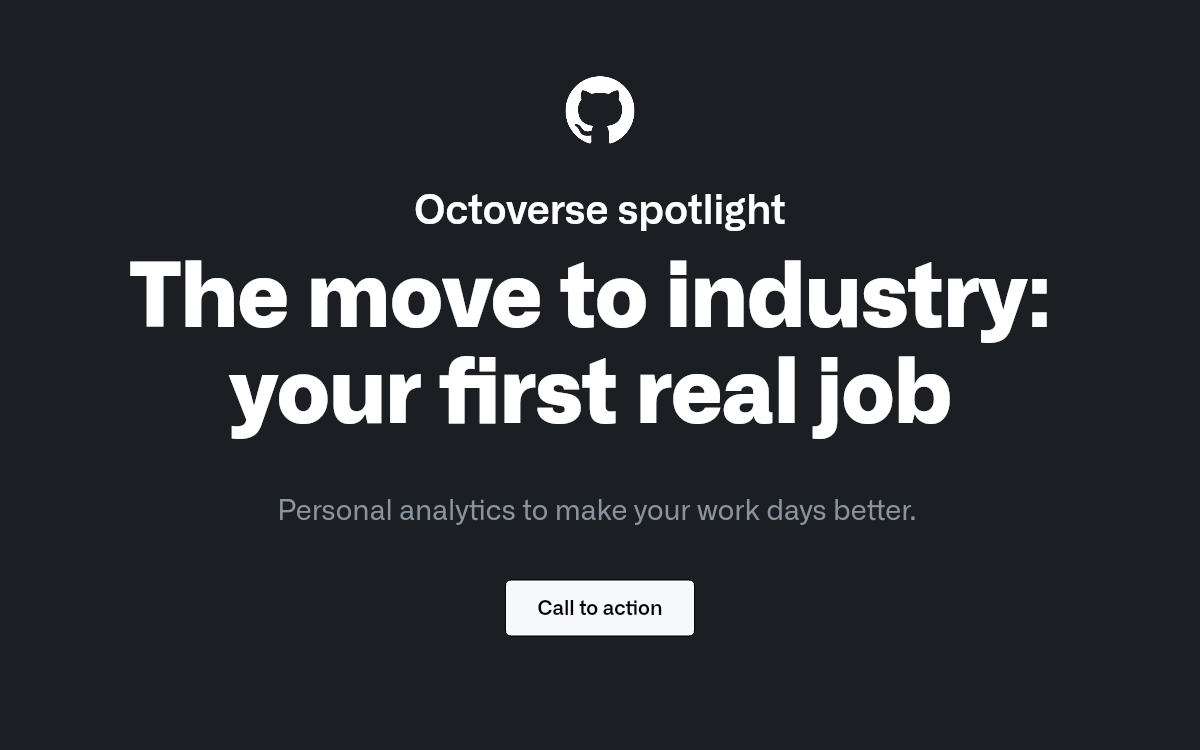 Octoverse spotlight
The move to industry:
your first real job
Personal analytics to make your work days better.
Call to action